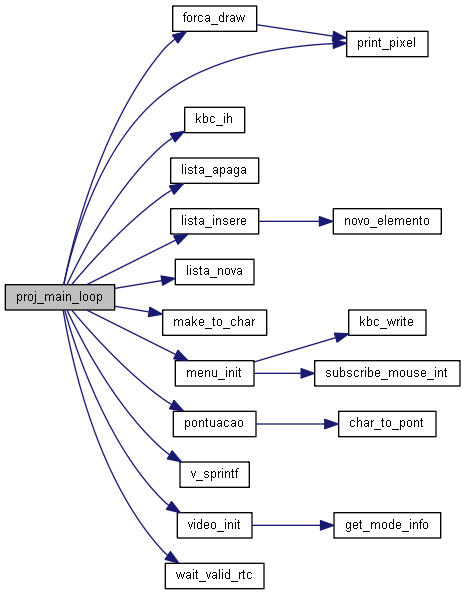 forca_draw
print_pixel
kbc_ih
lista_apaga
lista_insere
novo_elemento
lista_nova
proj_main_loop
make_to_char
kbc_write
menu_init
subscribe_mouse_int
pontuacao
char_to_pont
v_sprintf
video_init
get_mode_info
wait_valid_rtc